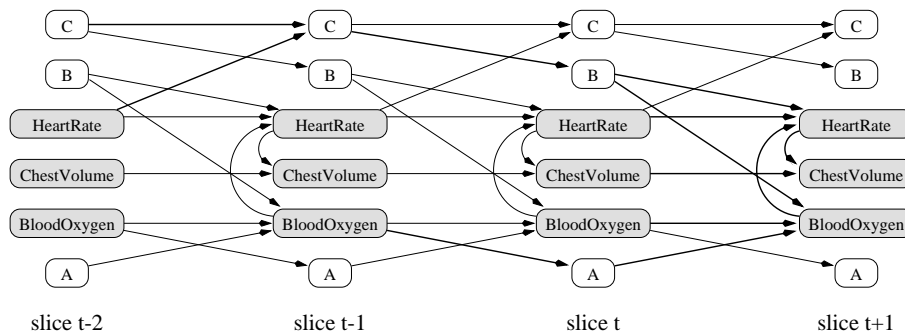 C C C C
B B B B
HeartRate HeartRate HeartRate HeartRate
ChestVolume ChestVolume ChestVolume ChestVolume
BloodOxygen BloodOxygen BloodOxygen BloodOxygen
A A A A
slice t-2 slice t-1 slice t slice t+1